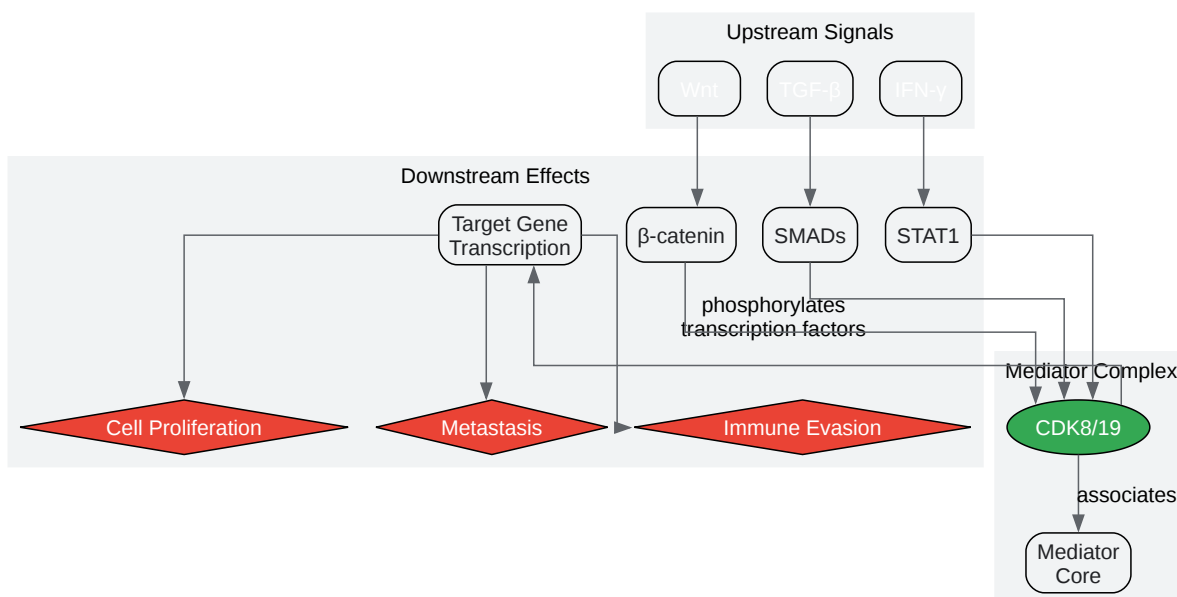 Upstream Signals
Wnt
TGF-β
IFN-γ
Downstream Effects
Target Gene
Transcription
β-catenin
SMADs
STAT1
phosphorylates
transcription factors
Mediator Complex
Cell Proliferation
Metastasis
Immune Evasion
CDK8/19
associates
Mediator
Core